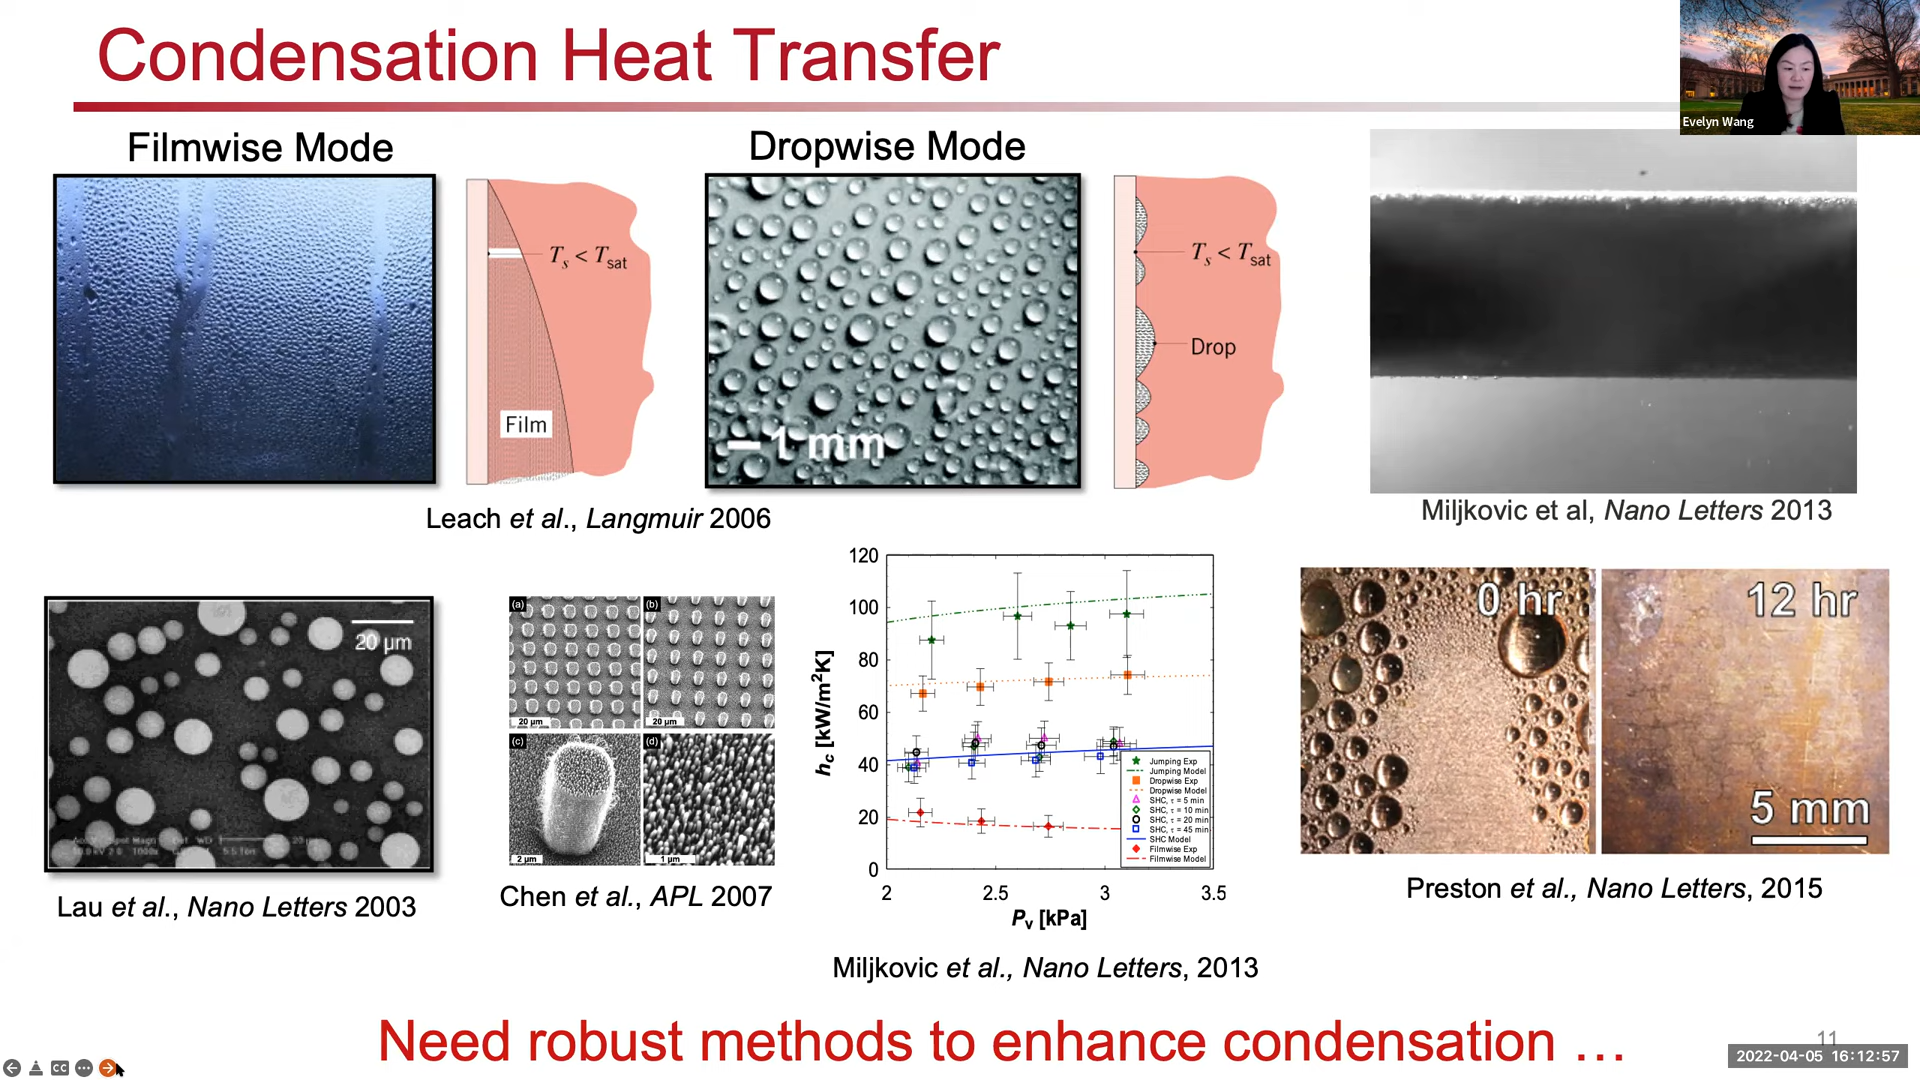 Condensation Heat Transfer
Evelyn Wang
Filmwise Mode
Dropwise Mode
Ts < Tsat
Film
1 mm
Ts < Tsat
Drop
Leach et al., Langmuir 2006
Miljkovic et al, Nano Letters 2013
20 µm
Lau et al., Nano Letters 2003
(a)
20 µm
(b)
20 µm
(c)
2 µm
(d)
1 µm
Chen et al., APL 2007
120
100
80
60
40
20
0
hc [kW/m²K]
2
2.5
3
3.5
Pv [kPa]
Jumping Exp
Jumping Model
Dropwise Exp
Dropwise Model
SHC, τ = 5 min
SHC, τ = 10 min
SHC, τ = 20 min
SHC, τ = 45 min
SHC Model
Filmwise Exp
Filmwise Model
Miljkovic et al., Nano Letters, 2013
0 hr
12 hr
5 mm
Preston et al., Nano Letters, 2015
Need robust methods to enhance condensation …
11
CC
2022-04-05 16:12:57